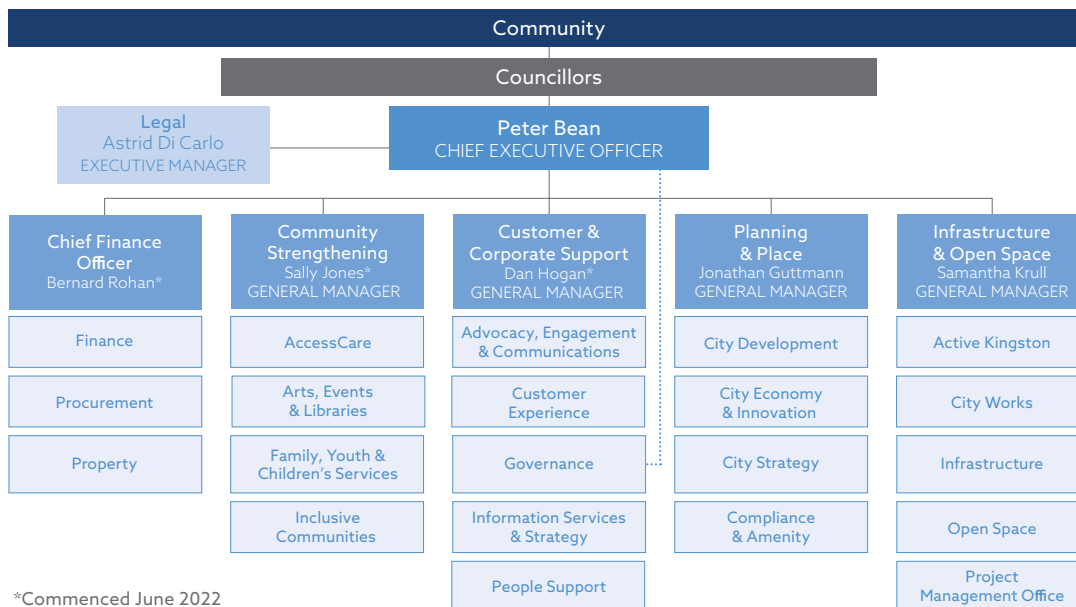 Community
Councillors
Legal
Astrid Di Carlo
EXECUTIVE MANAGER
Peter Bean
CHIEF EXECUTIVE OFFICER
Chief Finance
Officer
Bernard Rohan*
Finance
Procurement
Property
Community
Strengthening
Sally Jones*
GENERAL MANAGER
AccessCare
Arts, Events
& Libraries
Family, Youth &
Children's Services
Inclusive
Communities
Customer &
Corporate Support
Dan Hogan*
GENERAL MANAGER
Advocacy, Engagement
& Communications
Customer
Experience
Governance
Information Services
& Strategy
People Support
Planning
& Place
Jonathan Guttmann
GENERAL MANAGER
City Development
City Economy
& Innovation
City Strategy
Compliance
& Amenity
Infrastructure
& Open Space
Samantha Krull
GENERAL MANAGER
Active Kingston
City Works
Infrastructure
Open Space
Project
Management Office
*Commenced June 2022